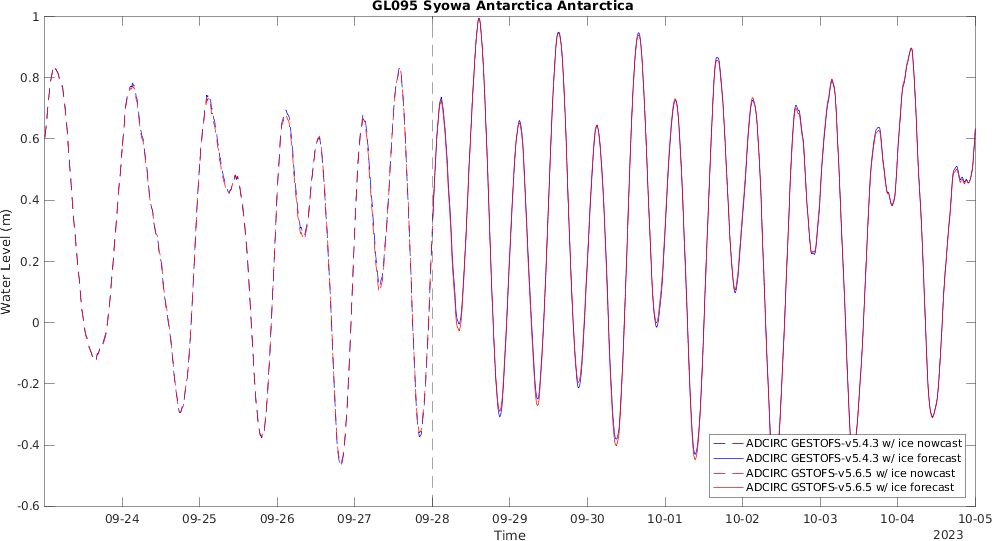 GL095 Syowa Antarctica Antarctica
1
0.8
0.6
0.4
0.2
0
-0.2
-0.4
-0.6
Water Level (m)
ADCIRC GESTOFS-v5.4.3 w/ ice nowcast
ADCIRC GESTOFS-v5.4.3 w/ ice forecast
ADCIRC GSTOFS-v5.6.5 w/ ice nowcast
ADCIRC GSTOFS-v5.6.5 w/ ice forecast
09-24 09-25 09-26 09-27 09-28 09-29 09-30 10-01 10-02 10-03 10-04 10-05
Time
2023